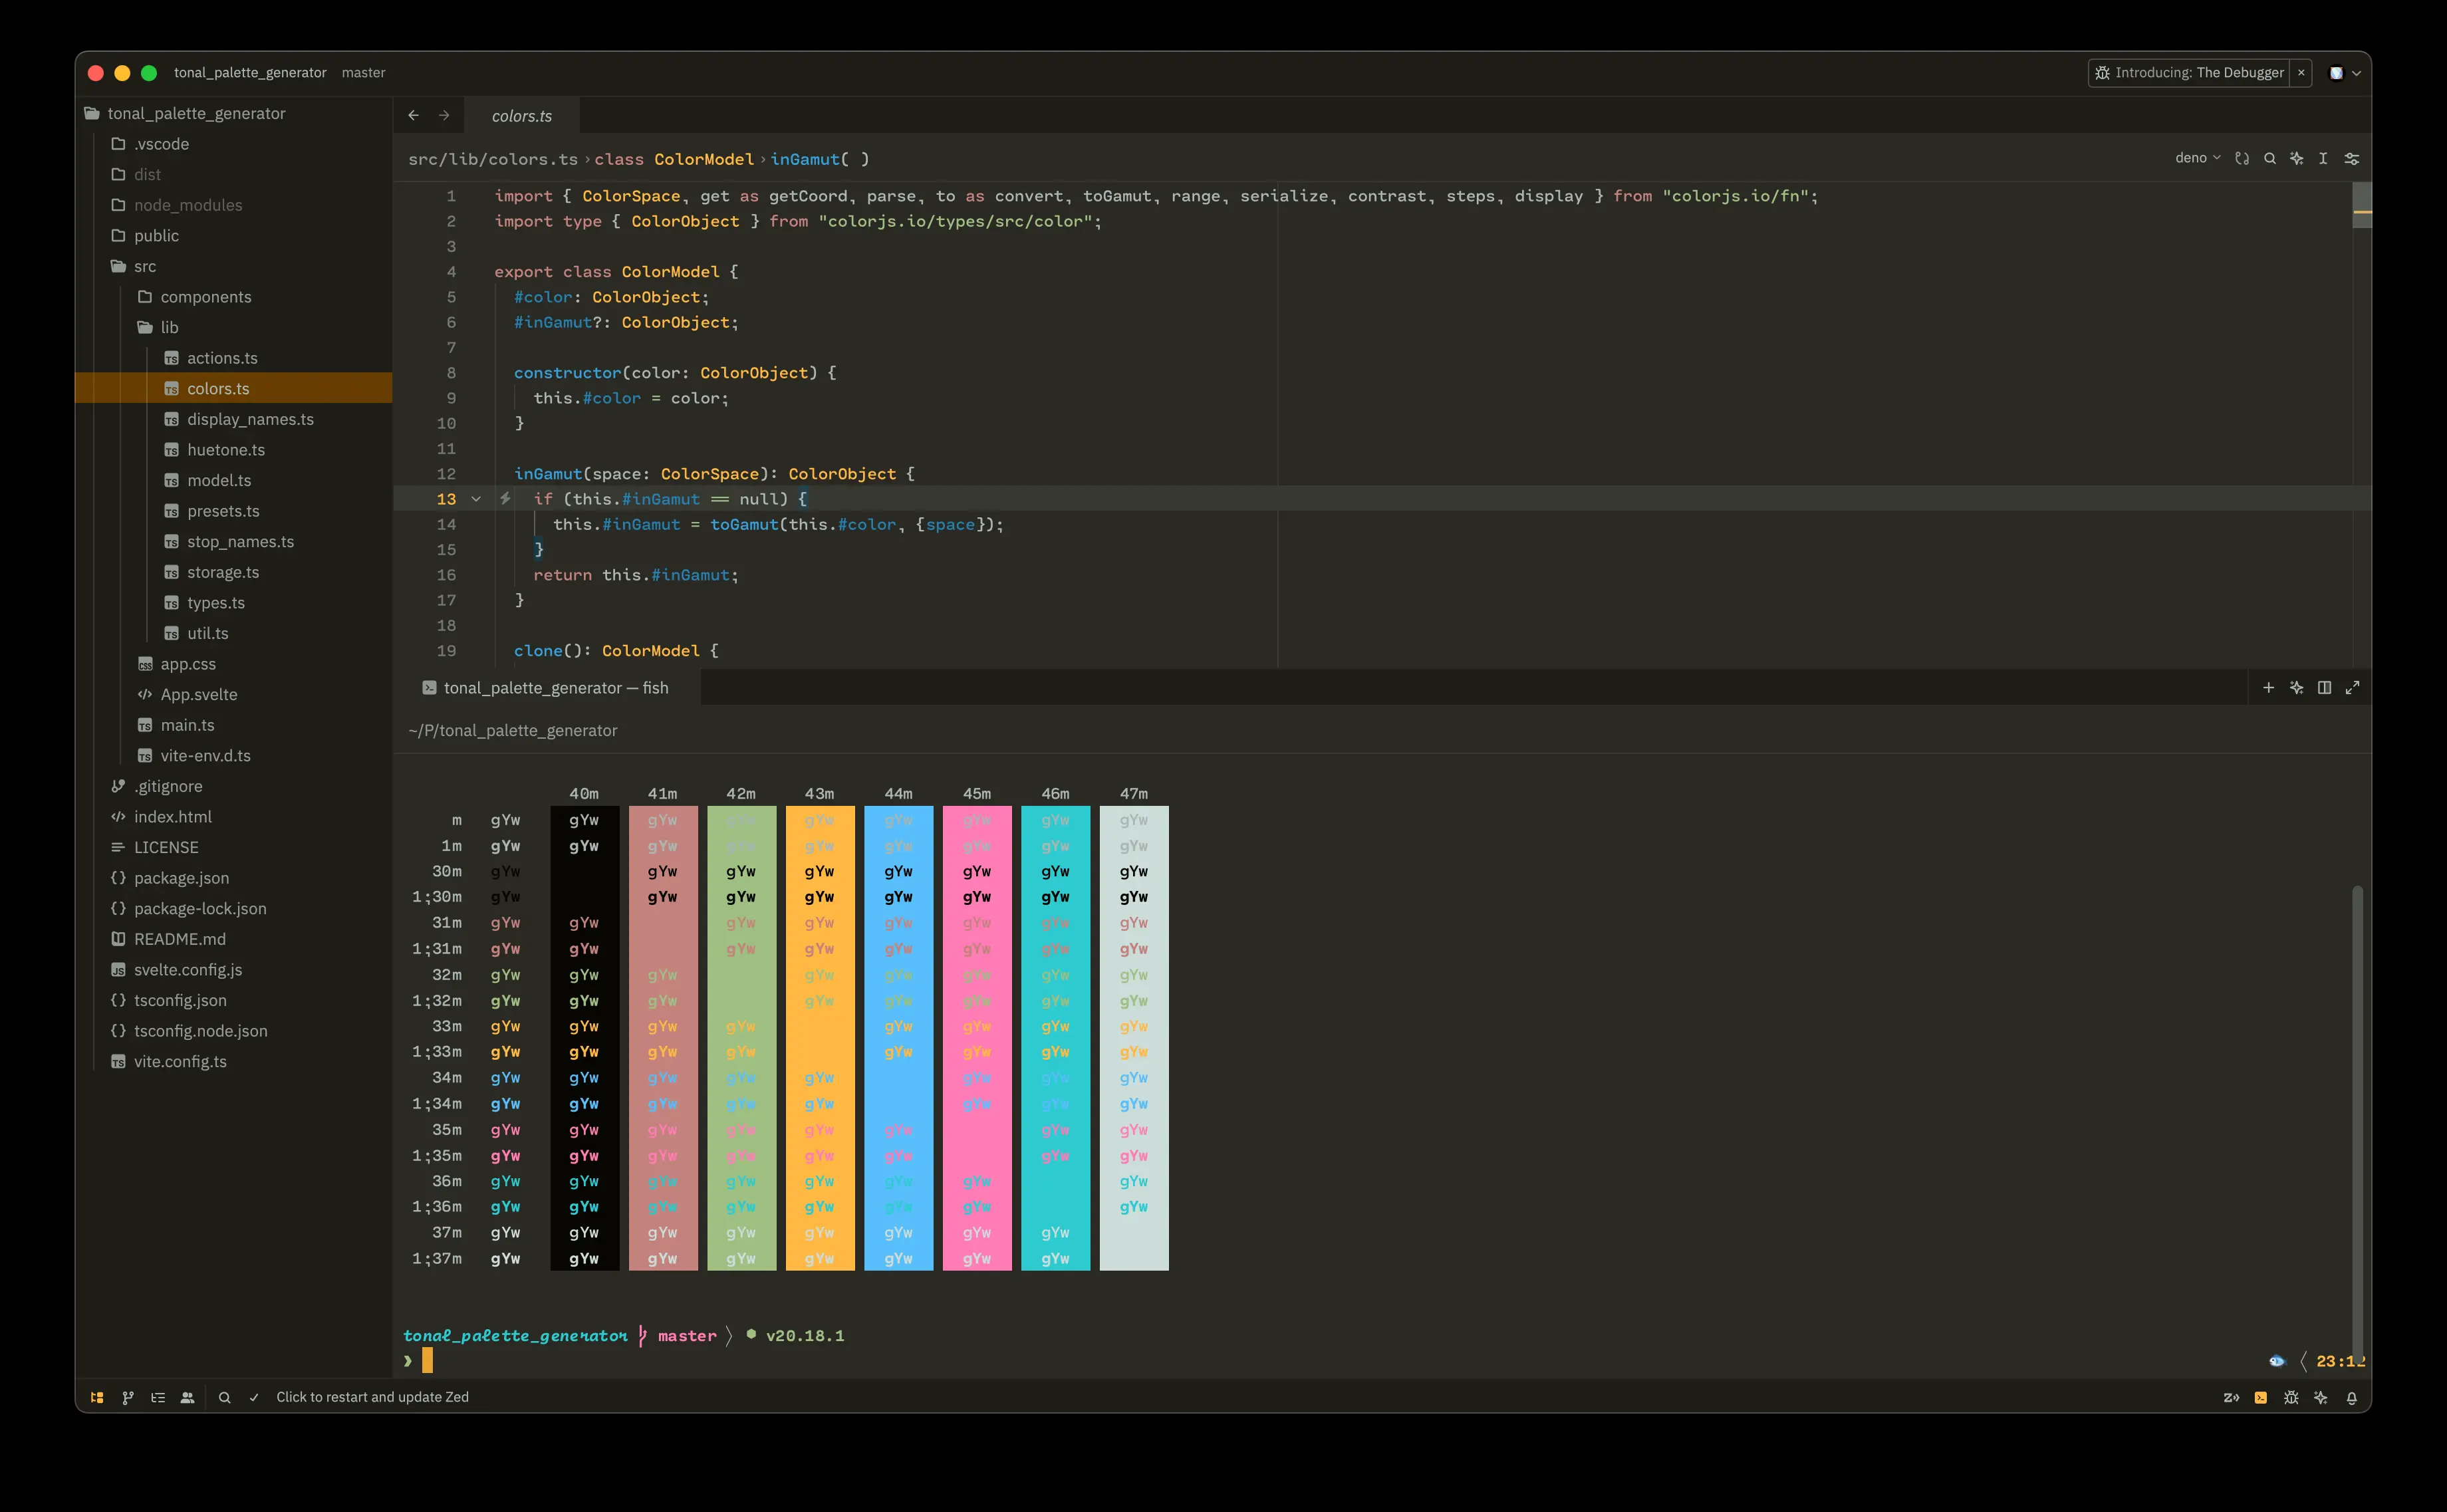 tonal_palette_generator master
Introducing: The Debugger ×
tonal_palette_generator
.vscode
dist
node_modules
public
src
components
lib
actions.ts
colors.ts
display_names.ts
huetone.ts
model.ts
presets.ts
stop_names.ts
storage.ts
types.ts
util.ts
app.css
App.svelte
main.ts
vite-env.d.ts
.gitignore
index.html
LICENSE
package.json
package-lock.json
README.md
svelte.config.js
tsconfig.json
tsconfig.node.json
vite.config.ts
colors.ts
src/lib/colors.ts › class ColorModel › inGamut( )
deno
1 import { ColorSpace, get as getCoord, parse, to as convert, toGamut, range, serialize, contrast, steps, display } from "colorjs.io/fn";
2 import type { ColorObject } from "colorjs.io/types/src/color";
3
4 export class ColorModel {
5 #color: ColorObject;
6 #inGamut?: ColorObject;
7
8 constructor(color: ColorObject) {
9 this.#color = color;
10 }
11
12 inGamut(space: ColorSpace): ColorObject {
13 if (this.#inGamut == null) {
14 this.#inGamut = toGamut(this.#color, {space});
15 }
16 return this.#inGamut;
17 }
18
19 clone(): ColorModel {
tonal_palette_generator — fish
~/P/tonal_palette_generator
40m 41m 42m 43m 44m 45m 46m 47m
m gYw gYw gYw gYw gYw gYw gYw gYw gYw
1m gYw gYw gYw gYw gYw gYw gYw gYw gYw
30m gYw gYw gYw gYw gYw gYw gYw gYw
1;30m gYw gYw gYw gYw gYw gYw gYw gYw
31m gYw gYw gYw gYw gYw gYw gYw gYw
1;31m gYw gYw gYw gYw gYw gYw gYw gYw
32m gYw gYw gYw gYw gYw gYw gYw gYw
1;32m gYw gYw gYw gYw gYw gYw gYw gYw
33m gYw gYw gYw gYw gYw gYw gYw gYw
1;33m gYw gYw gYw gYw gYw gYw gYw gYw
34m gYw gYw gYw gYw gYw gYw gYw gYw
1;34m gYw gYw gYw gYw gYw gYw gYw gYw
35m gYw gYw gYw gYw gYw gYw gYw gYw
1;35m gYw gYw gYw gYw gYw gYw gYw gYw
36m gYw gYw gYw gYw gYw gYw gYw gYw
1;36m gYw gYw gYw gYw gYw gYw gYw gYw
37m gYw gYw gYw gYw gYw gYw gYw gYw
1;37m gYw gYw gYw gYw gYw gYw gYw gYw
tonal_palette_generator master v20.18.1
❯ 23:12
Click to restart and update Zed